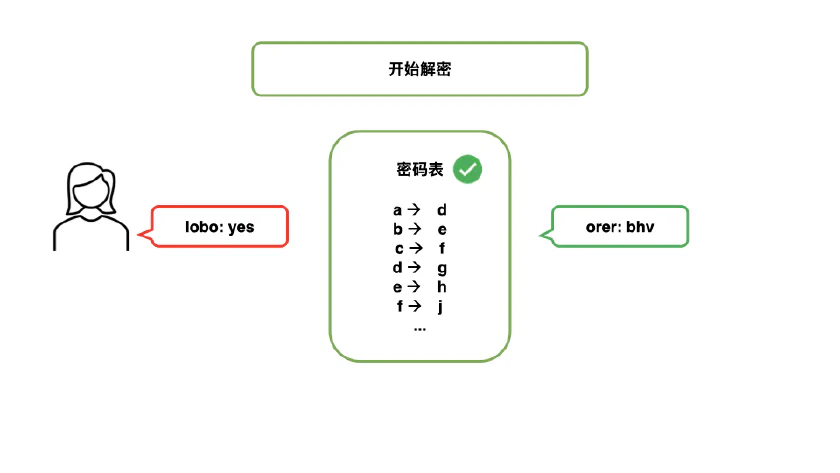 开始解密
密码表
lobo: yes
a → d
b → e
c → f
d → g
e → h
f → j
...
orer: bhv